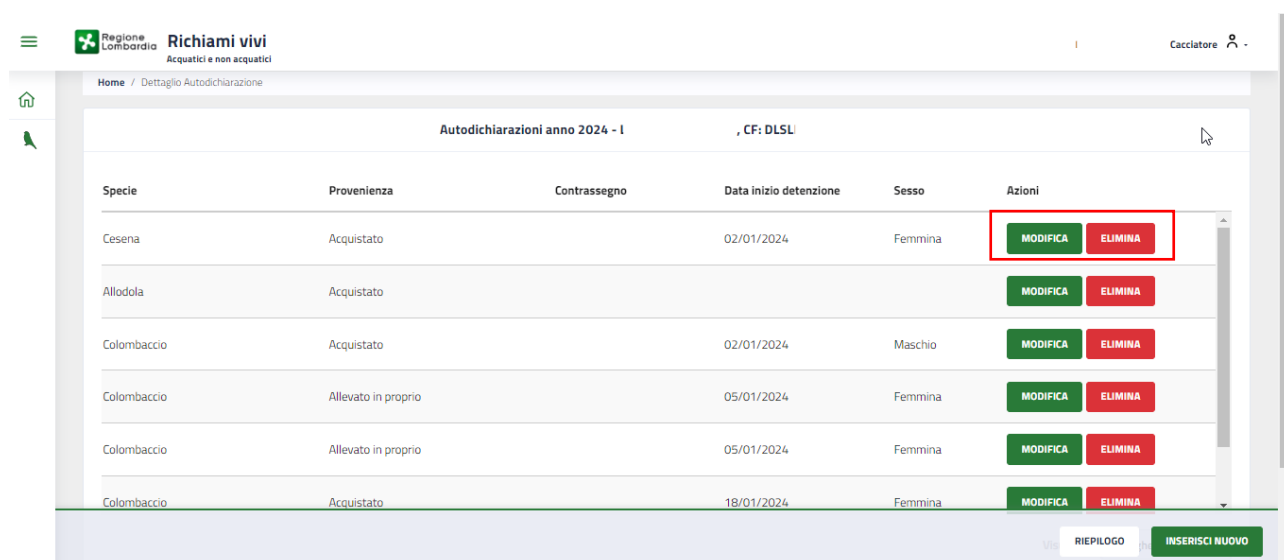 Regione Lombardia
Richiami vivi
Acquatici e non acquatici
Cacciatore
Home / Dettaglio Autodichiarazione
Autodichiarazioni anno 2024 - , CF: DLSL
Specie Provenienza Contrassegno Data inizio detenzione Sesso Azioni
Cesena Acquistato 02/01/2024 Femmina MODIFICA ELIMINA
Allodola Acquistato MODIFICA ELIMINA
Colombaccio Acquistato 02/01/2024 Maschio MODIFICA ELIMINA
Colombaccio Allevato in proprio 05/01/2024 Femmina MODIFICA ELIMINA
Colombaccio Allevato in proprio 05/01/2024 Femmina MODIFICA ELIMINA
Colombaccio Acquistato 18/01/2024 Femmina MODIFICA ELIMINA
RIEPILOGO INSERISCI NUOVO